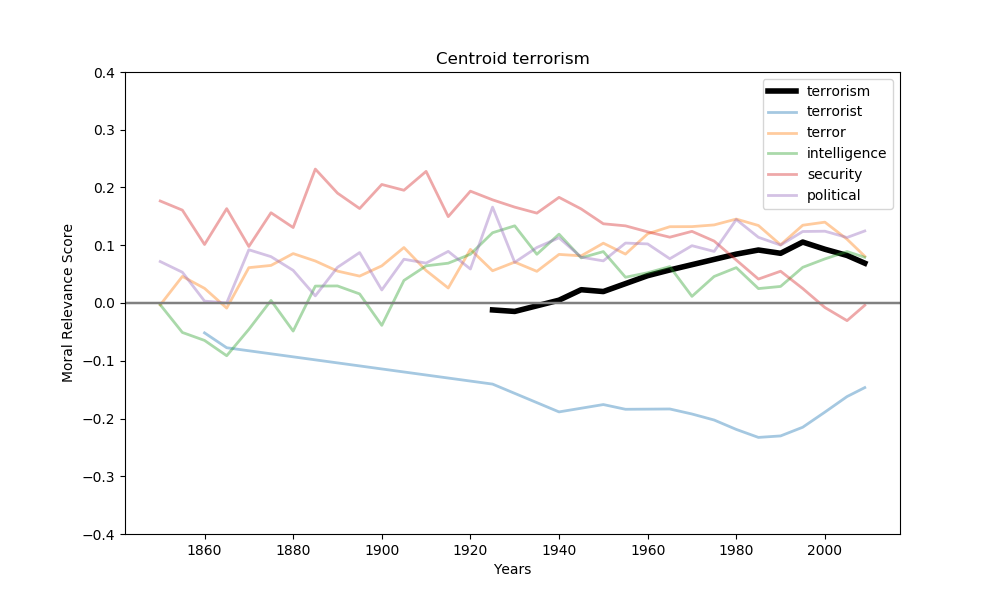 Centroid terrorism
0.4
0.3
0.2
0.1
0.0
−0.1
−0.2
−0.3
−0.4
Moral Relevance Score
terrorism
terrorist
terror
intelligence
security
political
1860 1880 1900 1920 1940 1960 1980 2000
Years